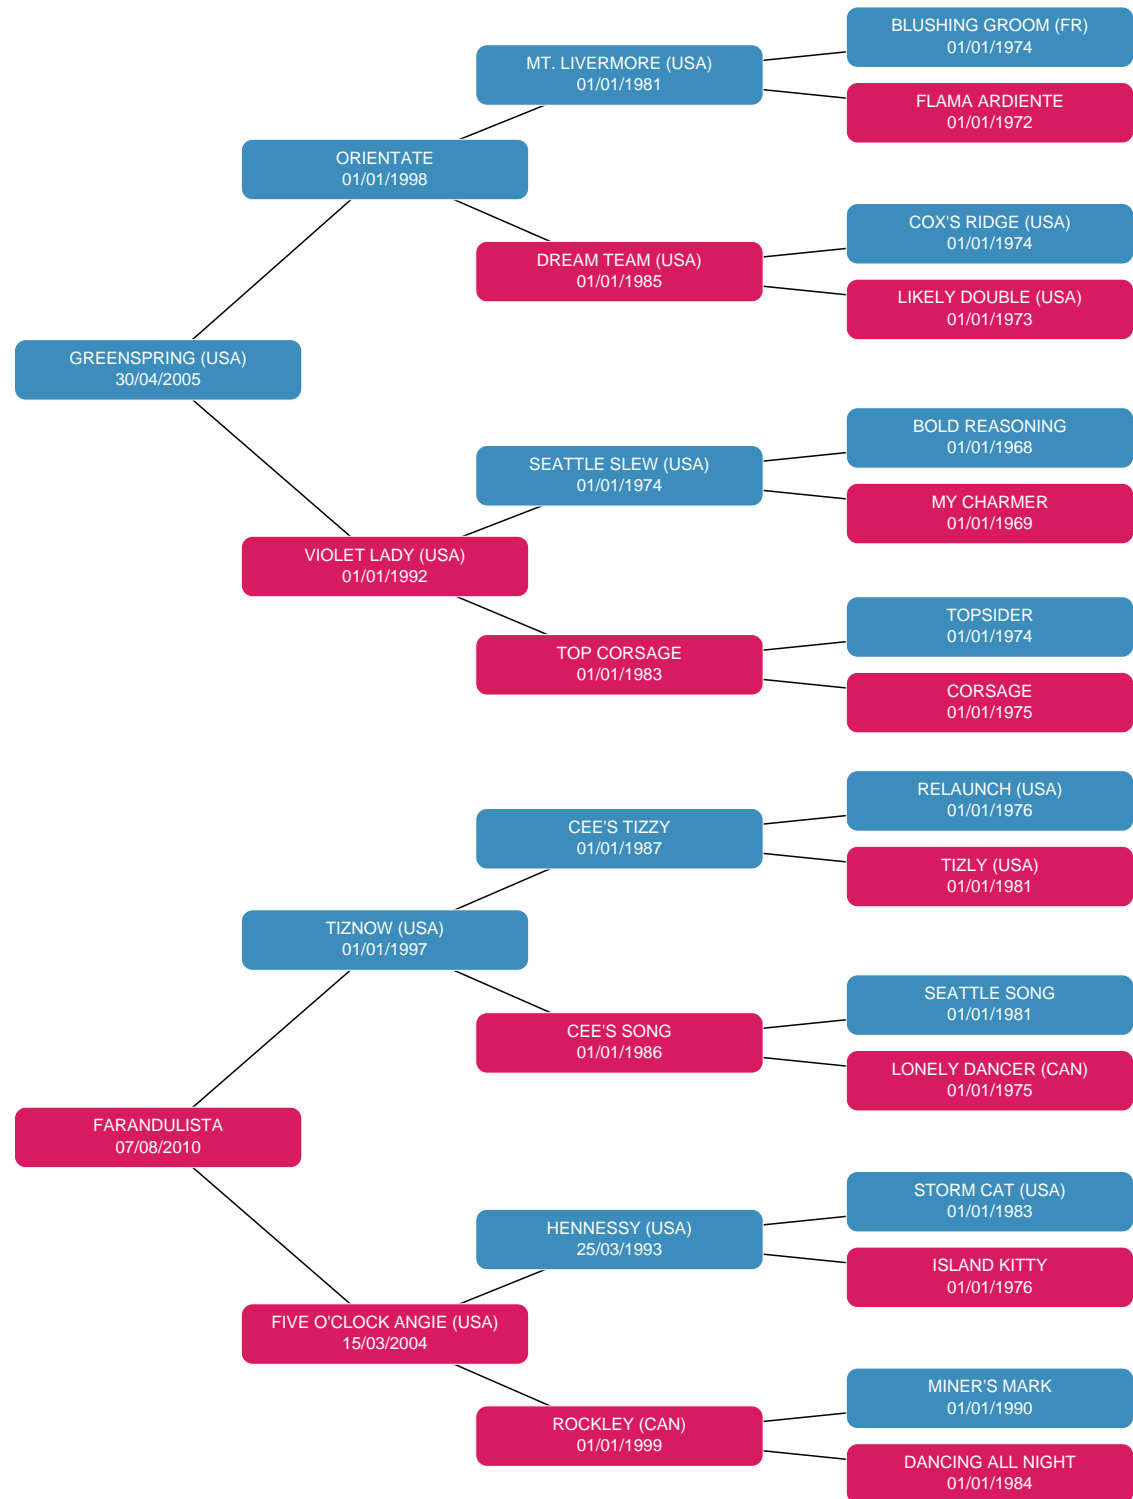 BLUSHING GROOM (FR)
01/01/1974
MT. LIVERMORE (USA)
01/01/1981
FLAMA ARDIENTE
01/01/1972
ORIENTATE
01/01/1998
COX'S RIDGE (USA)
01/01/1974
DREAM TEAM (USA)
01/01/1985
LIKELY DOUBLE (USA)
01/01/1973
GREENSPRING (USA)
30/04/2005
BOLD REASONING
01/01/1968
SEATTLE SLEW (USA)
01/01/1974
MY CHARMER
01/01/1969
VIOLET LADY (USA)
01/01/1992
TOPSIDER
01/01/1974
TOP CORSAGE
01/01/1983
CORSAGE
01/01/1975
RELAUNCH (USA)
01/01/1976
CEE'S TIZZY
01/01/1987
TIZLY (USA)
01/01/1981
TIZNOW (USA)
01/01/1997
SEATTLE SONG
01/01/1981
CEE'S SONG
01/01/1986
LONELY DANCER (CAN)
01/01/1975
FARANDULISTA
07/08/2010
STORM CAT (USA)
01/01/1983
HENNESSY (USA)
25/03/1993
ISLAND KITTY
01/01/1976
FIVE O'CLOCK ANGIE (USA)
15/03/2004
MINER'S MARK
01/01/1990
ROCKLEY (CAN)
01/01/1999
DANCING ALL NIGHT
01/01/1984